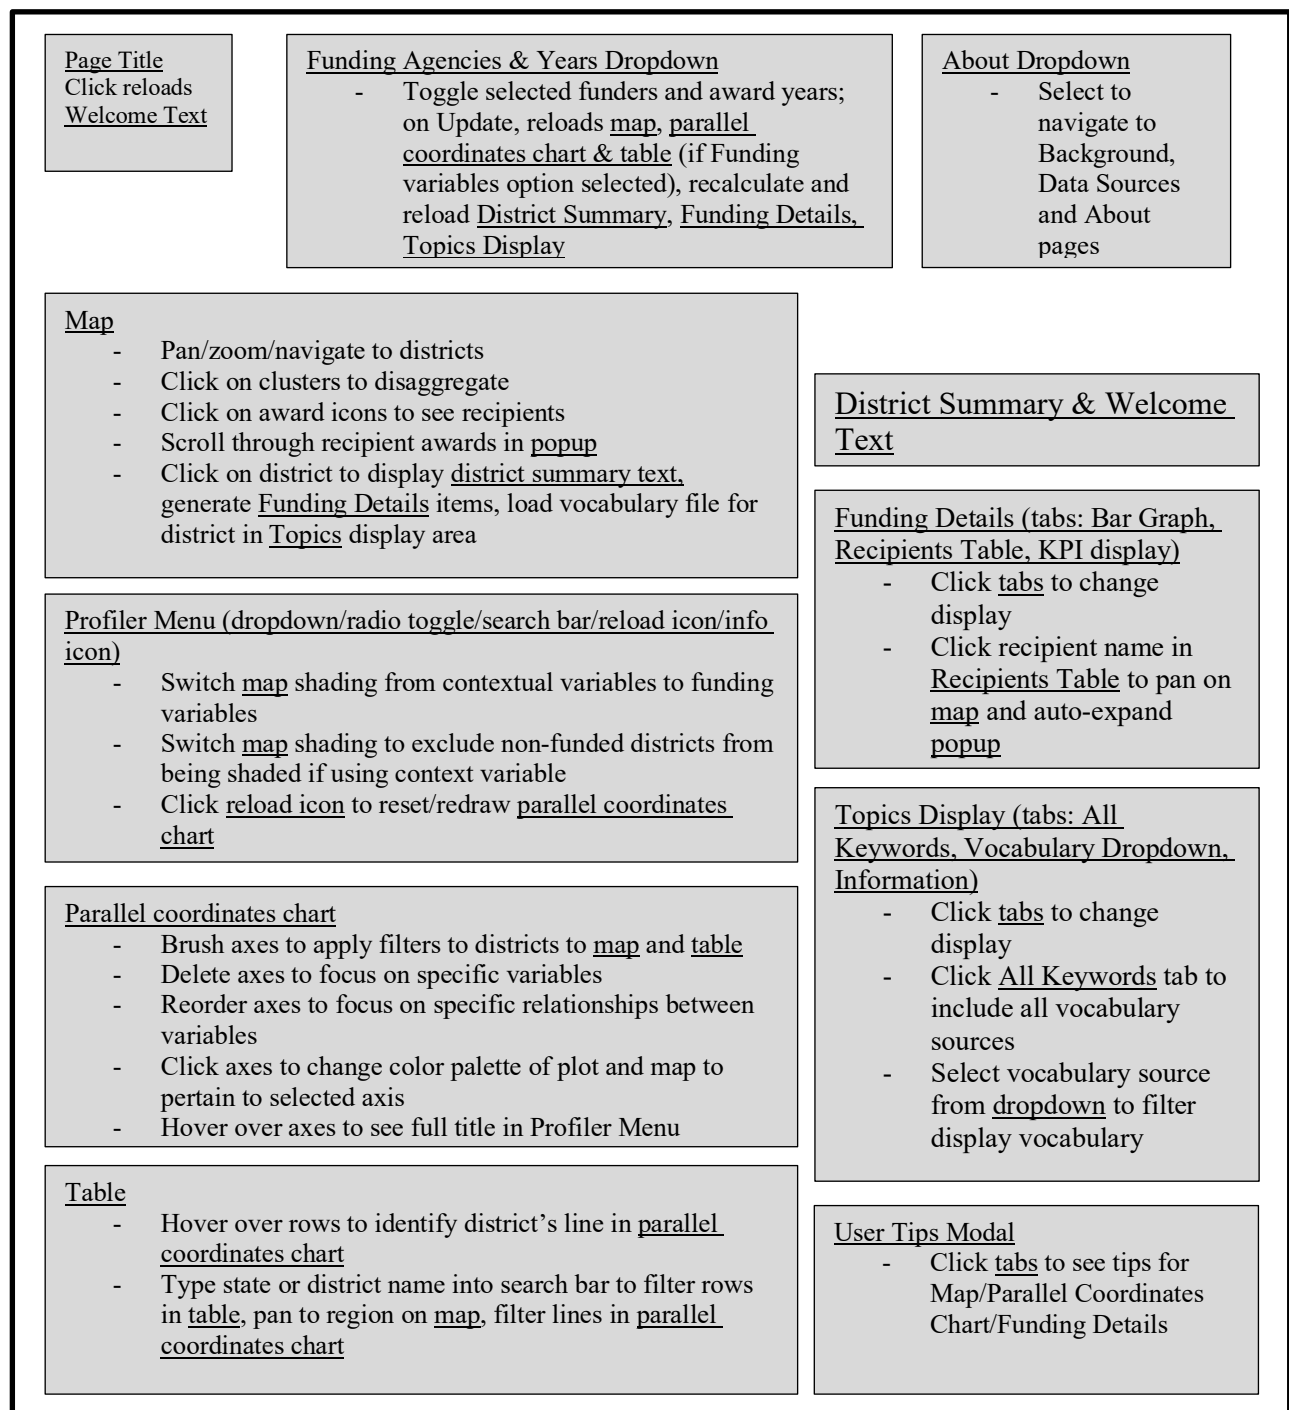 Page Title
Click reloads
Welcome Text
Funding Agencies & Years Dropdown
- Toggle selected funders and award years;
on Update, reloads map, parallel
coordinates chart & table (if Funding
variables option selected), recalculate and
reload District Summary, Funding Details,
Topics Display
About Dropdown
- Select to
navigate to
Background,
Data Sources
and About
pages
Map
- Pan/zoom/navigate to districts
- Click on clusters to disaggregate
- Click on award icons to see recipients
- Scroll through recipient awards in popup
- Click on district to display district summary text,
generate Funding Details items, load vocabulary file for
district in Topics display area
Profiler Menu (dropdown/radio toggle/search bar/reload icon/info
icon)
- Switch map shading from contextual variables to funding
variables
- Switch map shading to exclude non-funded districts from
being shaded if using context variable
- Click reload icon to reset/redraw parallel coordinates
chart
Parallel coordinates chart
- Brush axes to apply filters to districts to map and table
- Delete axes to focus on specific variables
- Reorder axes to focus on specific relationships between
variables
- Click axes to change color palette of plot and map to
pertain to selected axis
- Hover over axes to see full title in Profiler Menu
Table
- Hover over rows to identify district’s line in parallel
coordinates chart
- Type state or district name into search bar to filter rows
in table, pan to region on map, filter lines in parallel
coordinates chart
District Summary & Welcome
Text
Funding Details (tabs: Bar Graph,
Recipients Table, KPI display)
- Click tabs to change
display
- Click recipient name in
Recipients Table to pan on
map and auto-expand
popup
Topics Display (tabs: All
Keywords, Vocabulary Dropdown,
Information)
- Click tabs to change
display
- Click All Keywords tab to
include all vocabulary
sources
- Select vocabulary source
from dropdown to filter
display vocabulary
User Tips Modal
- Click tabs to see tips for
Map/Parallel Coordinates
Chart/Funding Details